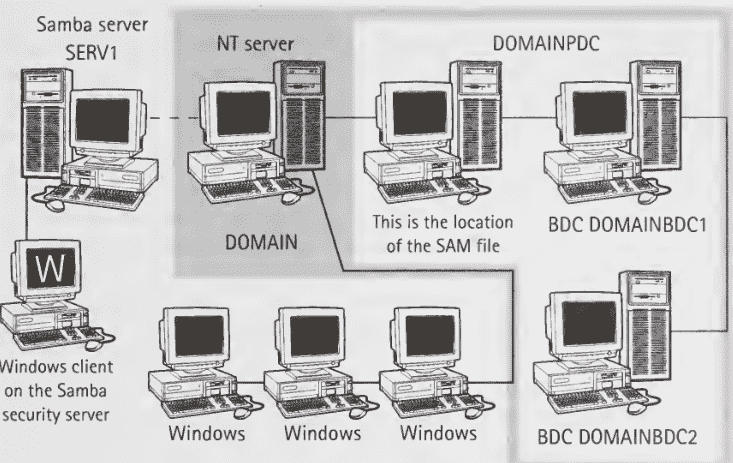 Samba server
SERV1
NT server
DOMAINPDC
DOMAIN
This is the location
of the SAM file
BDC DOMAINBDC1
W
Windows client
on the Samba
security server
Windows
Windows
Windows
BDC DOMAINBDC2